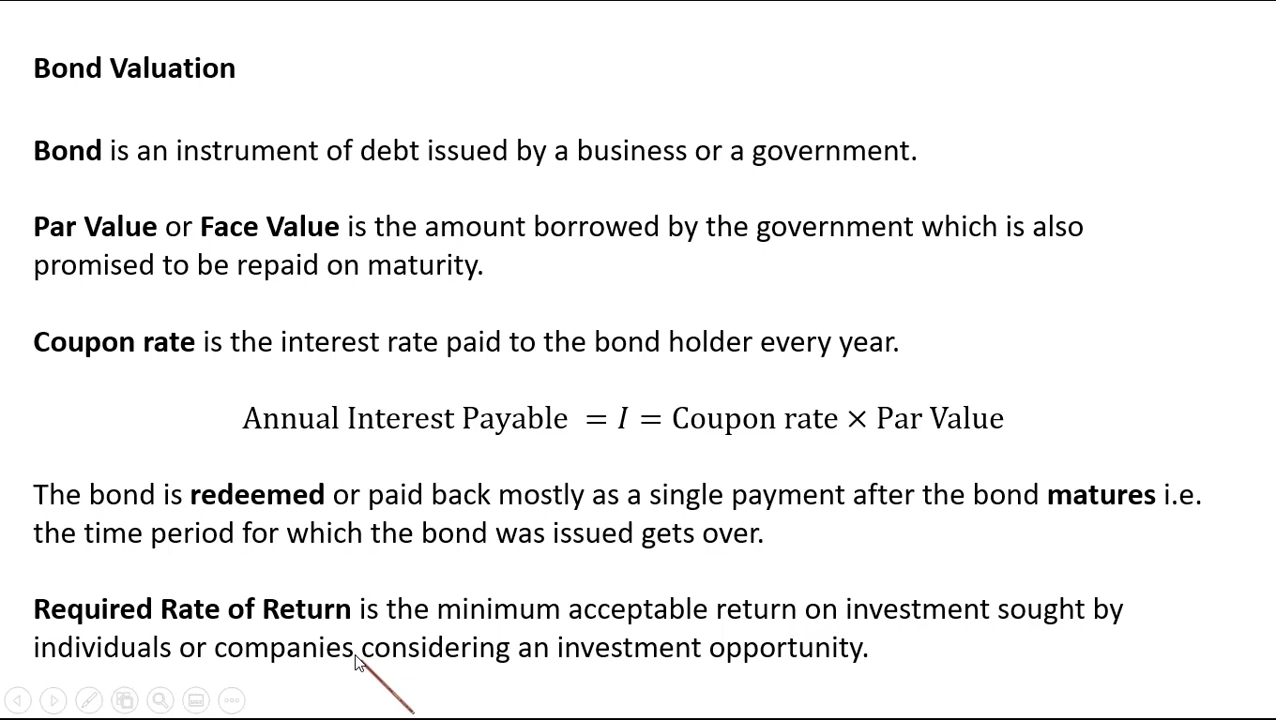 Bond Valuation
Bond is an instrument of debt issued by a business or a government.
Par Value or Face Value is the amount borrowed by the government which is also
promised to be repaid on maturity.
Coupon rate is the interest rate paid to the bond holder every year.
Annual Interest Payable = I = Coupon rate × Par Value
The bond is redeemed or paid back mostly as a single payment after the bond matures i.e.
the time period for which the bond was issued gets over.
Required Rate of Return is the minimum acceptable return on investment sought by
individuals or companies considering an investment opportunity.